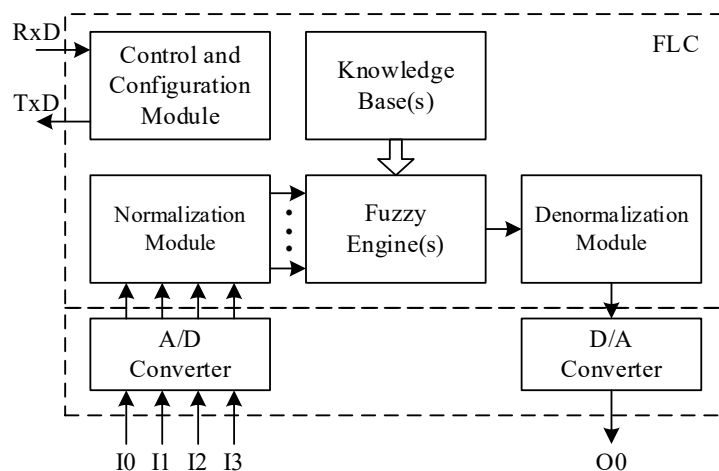 RxD
TxD
Control and
Configuration
Module
Knowledge
Base(s)
FLC
Normalization
Module
Fuzzy
Engine(s)
Denormalization
Module
A/D
Converter
D/A
Converter
I0 I1 I2 I3
O0